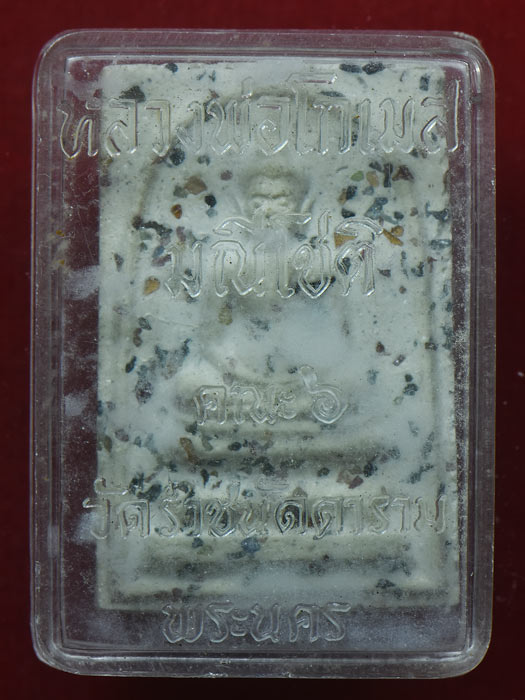 หลวงพ่อโกเมส
มณีโชติ
คณะ ๖
วัดราชนัดดาราม
พระนคร